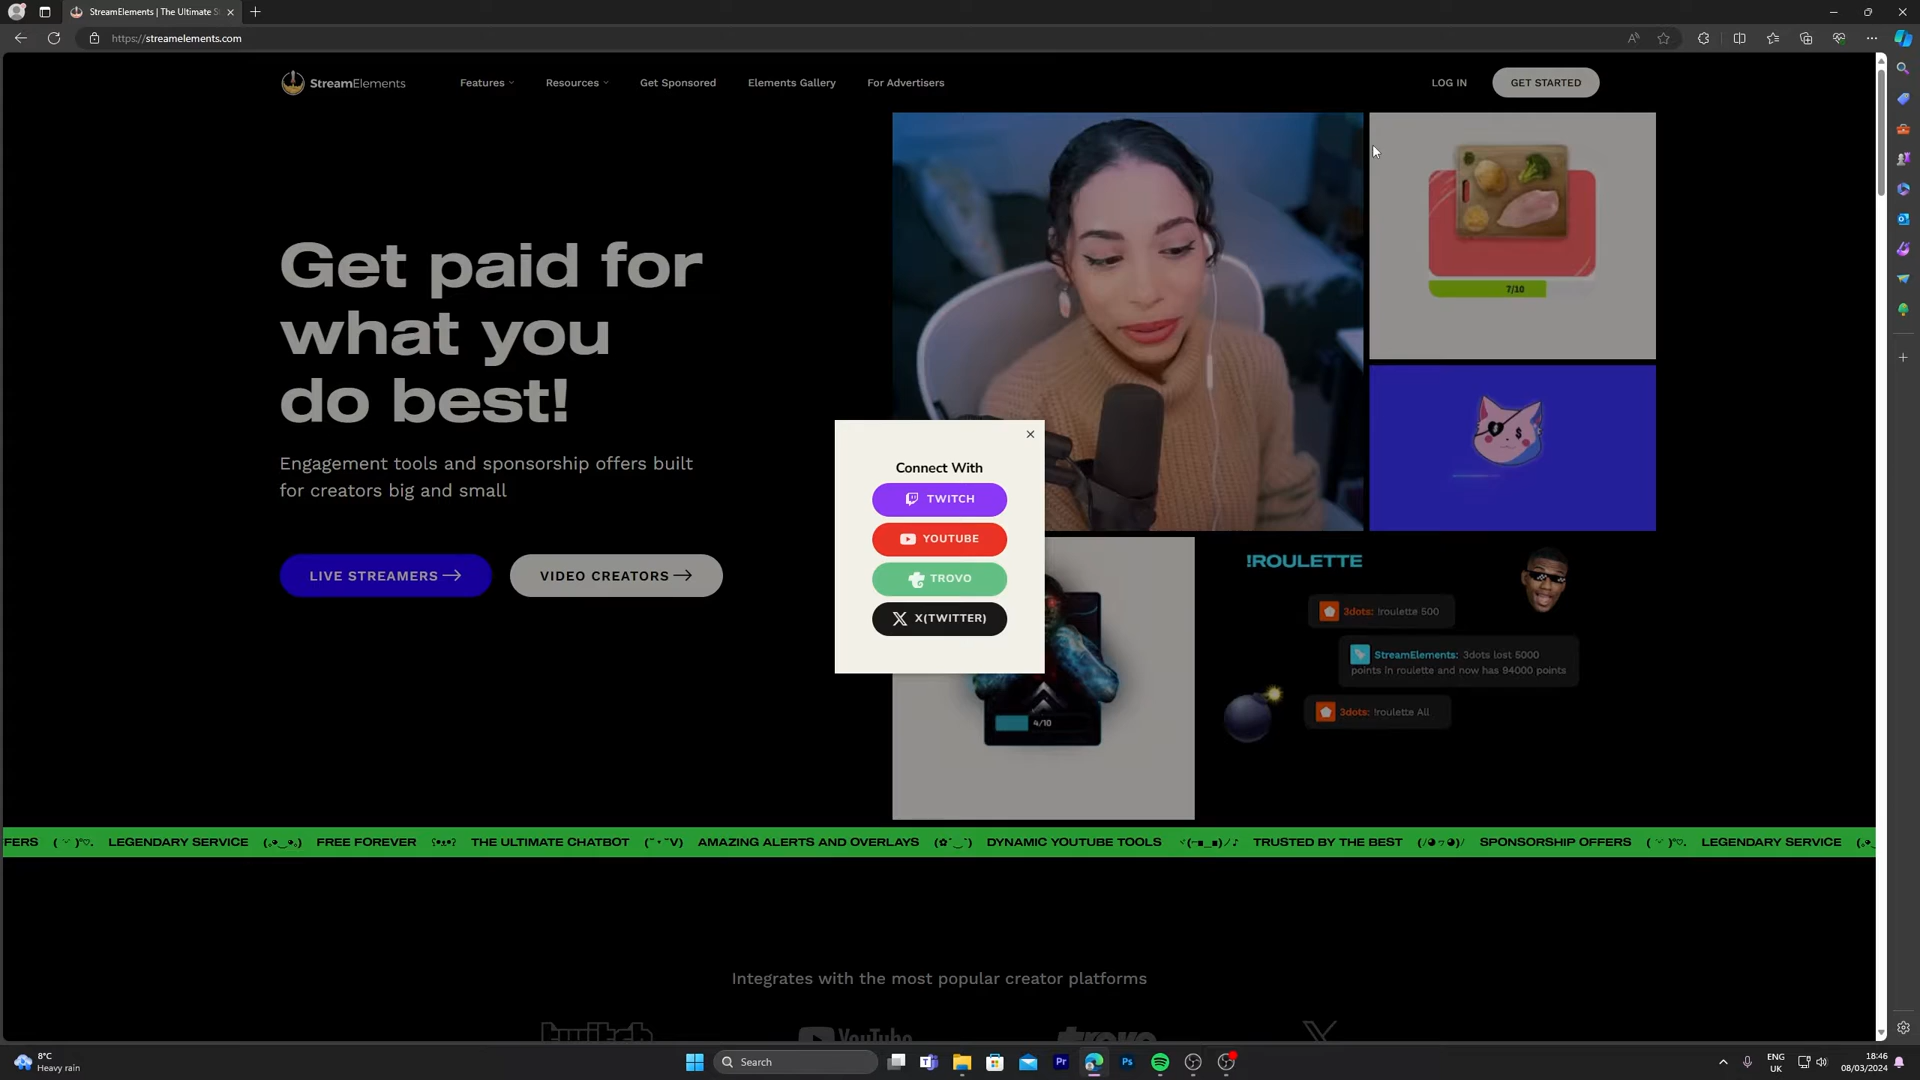 StreamElements | The Ultimate S
https://streamelements.com
StreamElements
Features
Resources
Get Sponsored
Elements Gallery
For Advertisers
LOG IN
GET STARTED
Get paid for
what you
do best!
Engagement tools and sponsorship offers built
for creators big and small
LIVE STREAMERS
VIDEO CREATORS
7/10
Connect With
TWITCH
YOUTUBE
TROVO
X(TWITTER)
4/10
!ROULETTE
3dots: !roulette 500
StreamElements: 3dots lost 5000
points in roulette and now has 94000 points
3dots: !roulette All
FERS LEGENDARY SERVICE FREE FOREVER THE ULTIMATE CHATBOT AMAZING ALERTS AND OVERLAYS DYNAMIC YOUTUBE TOOLS TRUSTED BY THE BEST SPONSORSHIP OFFERS LEGENDARY SERVICE
Integrates with the most popular creator platforms
twitch
YouTube
trovo
8°C
Heavy rain
Search
Pr
Ps
ENG
UK
18:46
08/03/2024